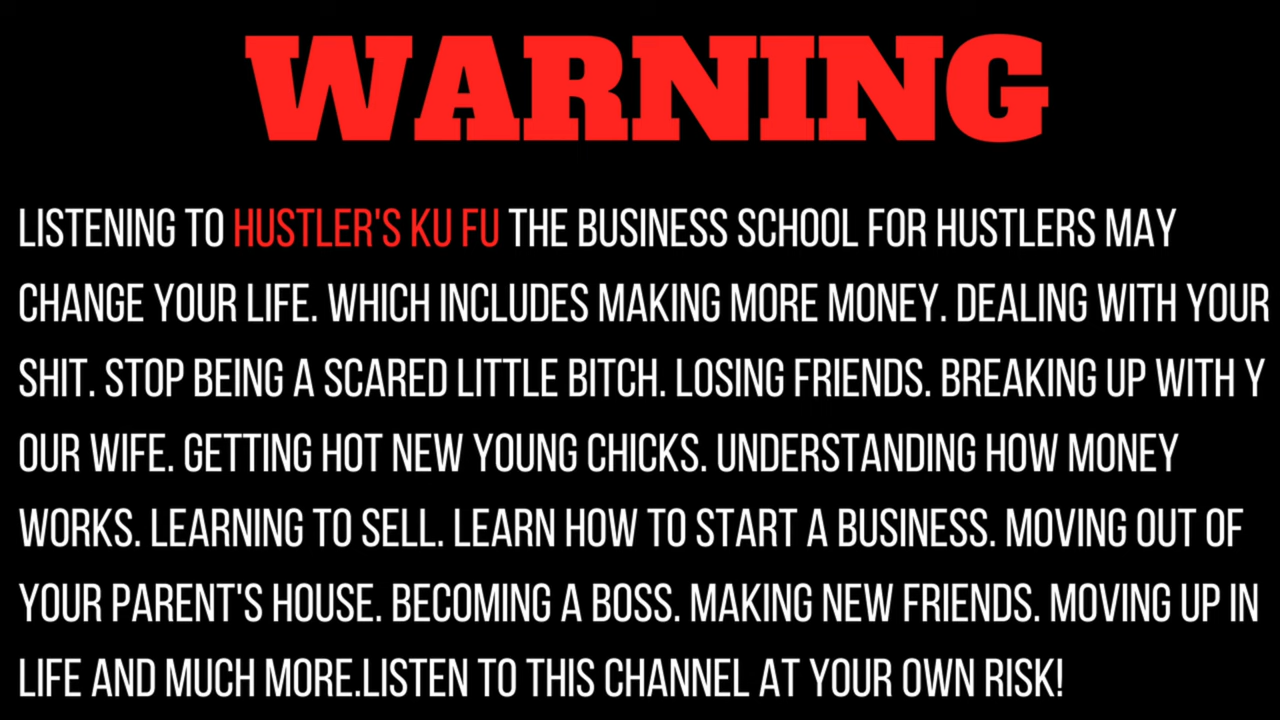 WARNING
LISTENING TO HUSTLER'S KU FU THE BUSINESS SCHOOL FOR HUSTLERS MAY
CHANGE YOUR LIFE. WHICH INCLUDES MAKING MORE MONEY. DEALING WITH YOUR
SHIT. STOP BEING A SCARED LITTLE BITCH. LOSING FRIENDS. BREAKING UP WITH Y
OUR WIFE. GETTING HOT NEW YOUNG CHICKS. UNDERSTANDING HOW MONEY
WORKS. LEARNING TO SELL. LEARN HOW TO START A BUSINESS. MOVING OUT OF
YOUR PARENT'S HOUSE. BECOMING A BOSS. MAKING NEW FRIENDS. MOVING UP IN
LIFE AND MUCH MORE.LISTEN TO THIS CHANNEL AT YOUR OWN RISK!